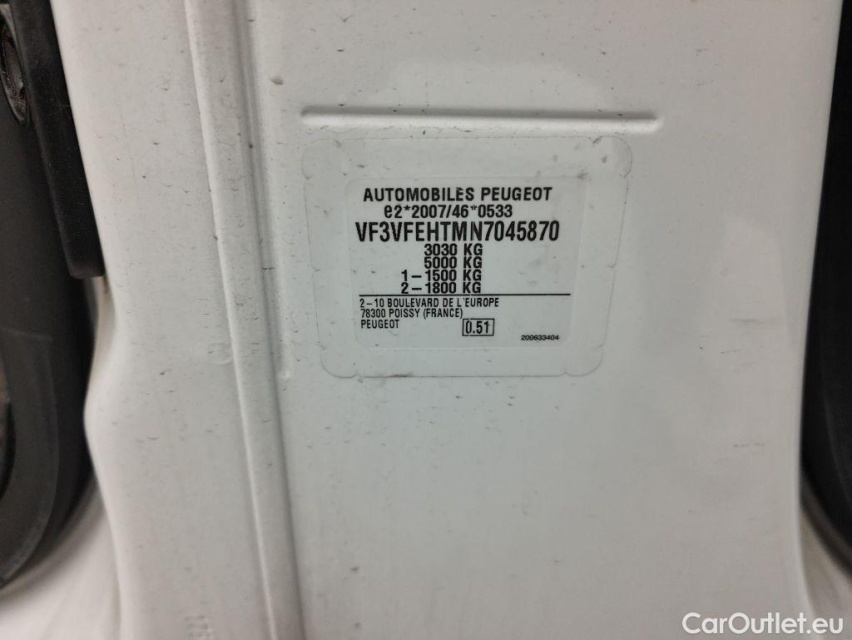 AUTOMOBILES PEUGEOT
e2*2007/46*0533
VF3VFEHTMN7045870
3030 KG
5000 KG
1-1500 KG
2-1800 KG
2-10 BOULEVARD DE L'EUROPE
78300 POISSY (FRANCE)
PEUGEOT 0.51
200633404
CarOutlet.eu